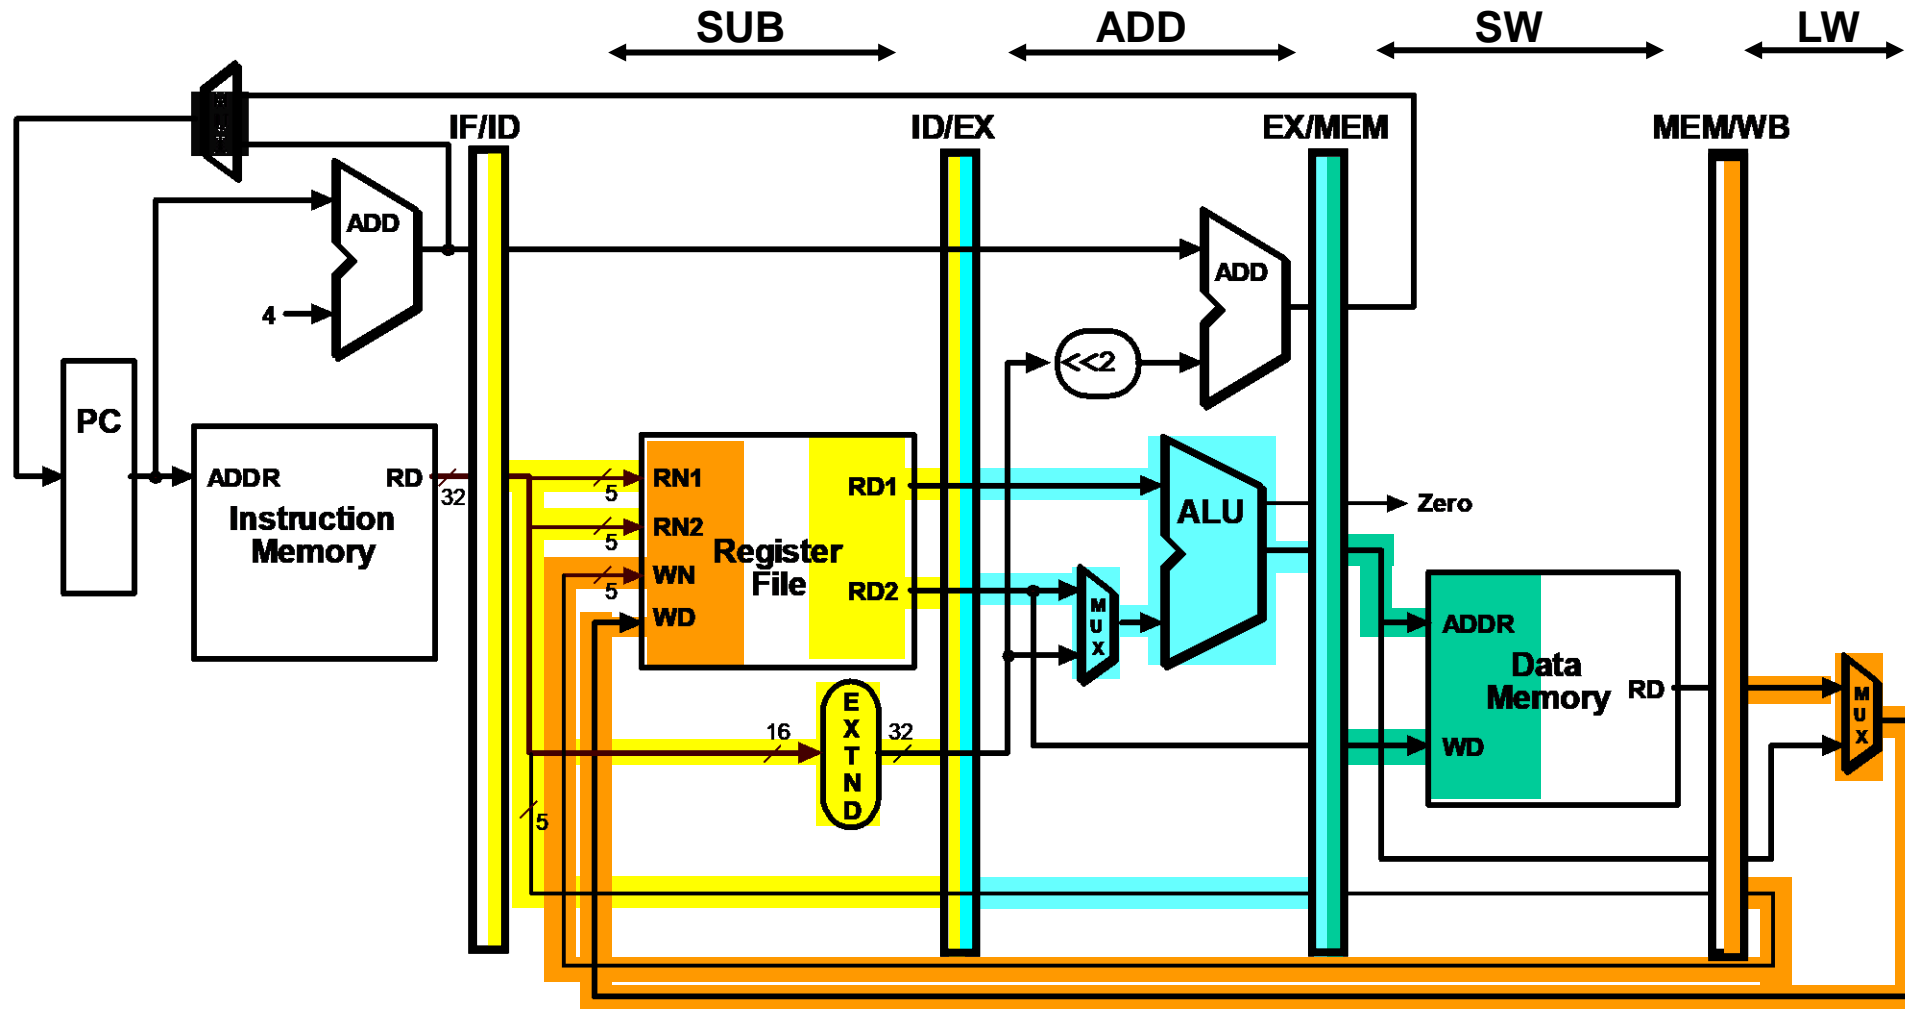 SUB
ADD
SW
LW
IF/ID
ID/EX
EX/MEM
MEM/WB
ADD
4
ADD
<<2
PC
ADDR
RD
32
Instruction
Memory
5
RN1
5
RN2
5
WN
WD
Register
File
RD1
RD2
16
E
X
T
N
D
32
5
M
U
X
ALU
Zero
ADDR
Data
Memory
RD
WD
M
U
X